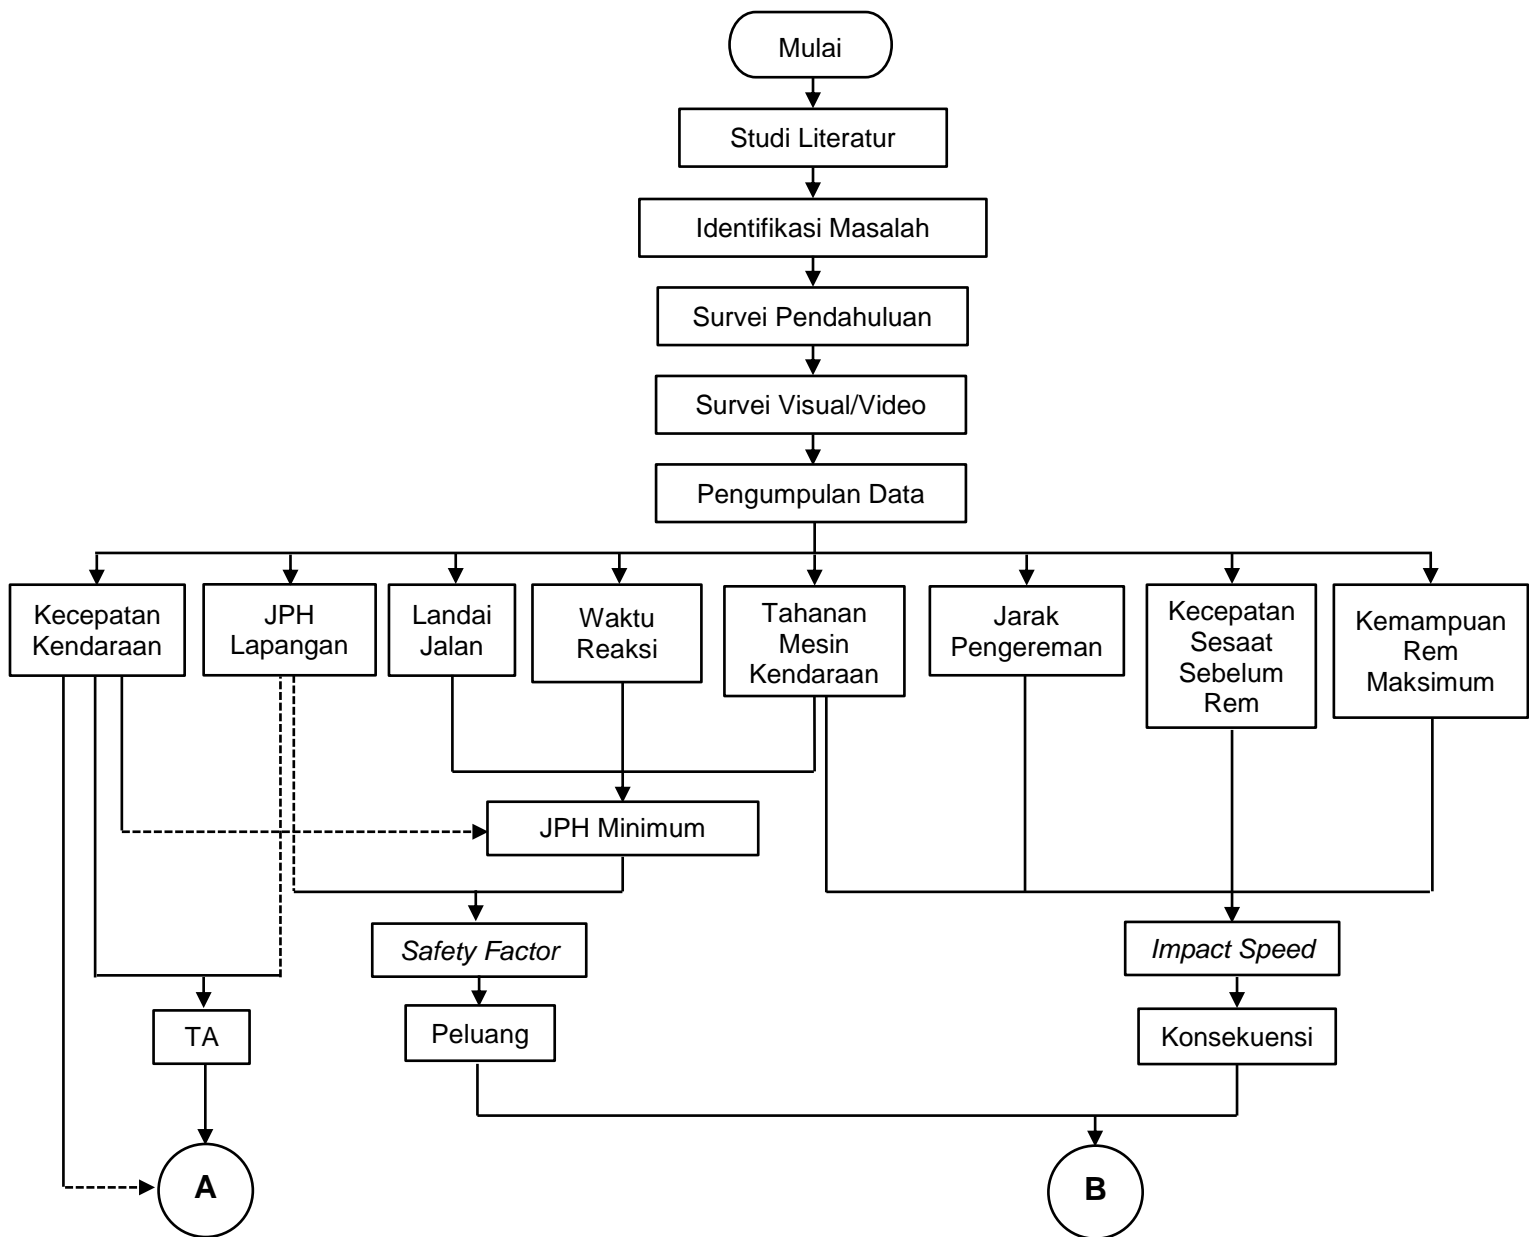 Mulai
Studi Literatur
Identifikasi Masalah
Survei Pendahuluan
Survei Visual/Video
Pengumpulan Data
Kecepatan
Kendaraan
JPH
Lapangan
Landai
Jalan
Waktu
Reaksi
Tahanan
Mesin
Kendaraan
Jarak
Pengereman
Kecepatan
Sesaat
Sebelum
Rem
Kemampuan
Rem
Maksimum
JPH Minimum
Safety Factor
Impact Speed
TA
Peluang
Konsekuensi
A
B